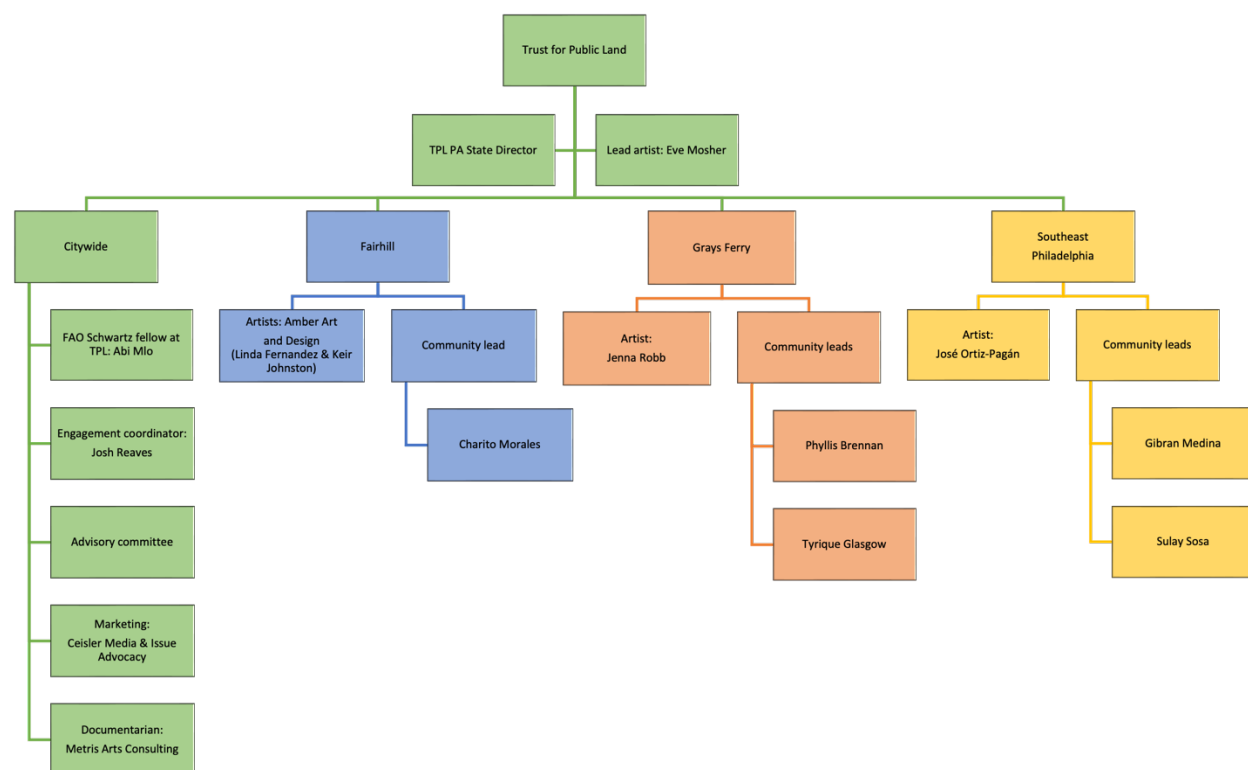 Trust for Public Land
TPL PA State Director
Lead artist: Eve Mosher
Citywide
Fairhill
Grays Ferry
Southeast
Philadelphia
FAO Schwartz fellow at
TPL: Abi Mlo
Artists: Amber Art
and Design
(Linda Fernandez & Keir
Johnston)
Community lead
Artist:
Jenna Robb
Community leads
Artist:
José Ortiz-Pagán
Community leads
Engagement coordinator:
Josh Reaves
Charito Morales
Phyllis Brennan
Gibran Medina
Advisory committee
Tyrique Glasgow
Sulay Sosa
Marketing:
Ceisler Media & Issue
Advocacy
Documentarian:
Metris Arts Consulting